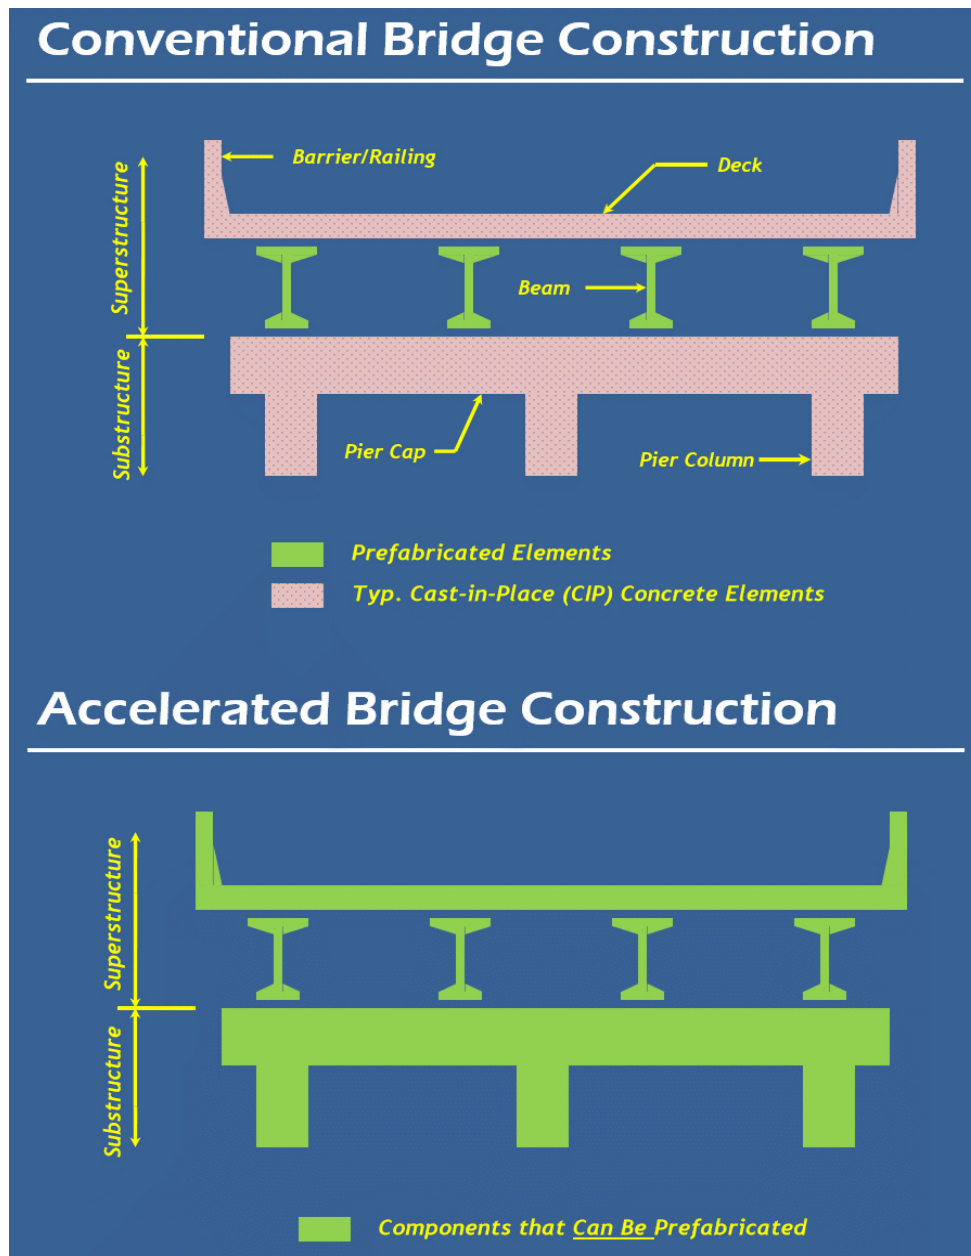 Conventional Bridge Construction
Barrier/Railing
Deck
Superstructure
Beam
Substructure
Pier Cap
Pier Column
Prefabricated Elements
Typ. Cast-in-Place (CIP) Concrete Elements
Accelerated Bridge Construction
Superstructure
Substructure
Components that Can Be Prefabricated